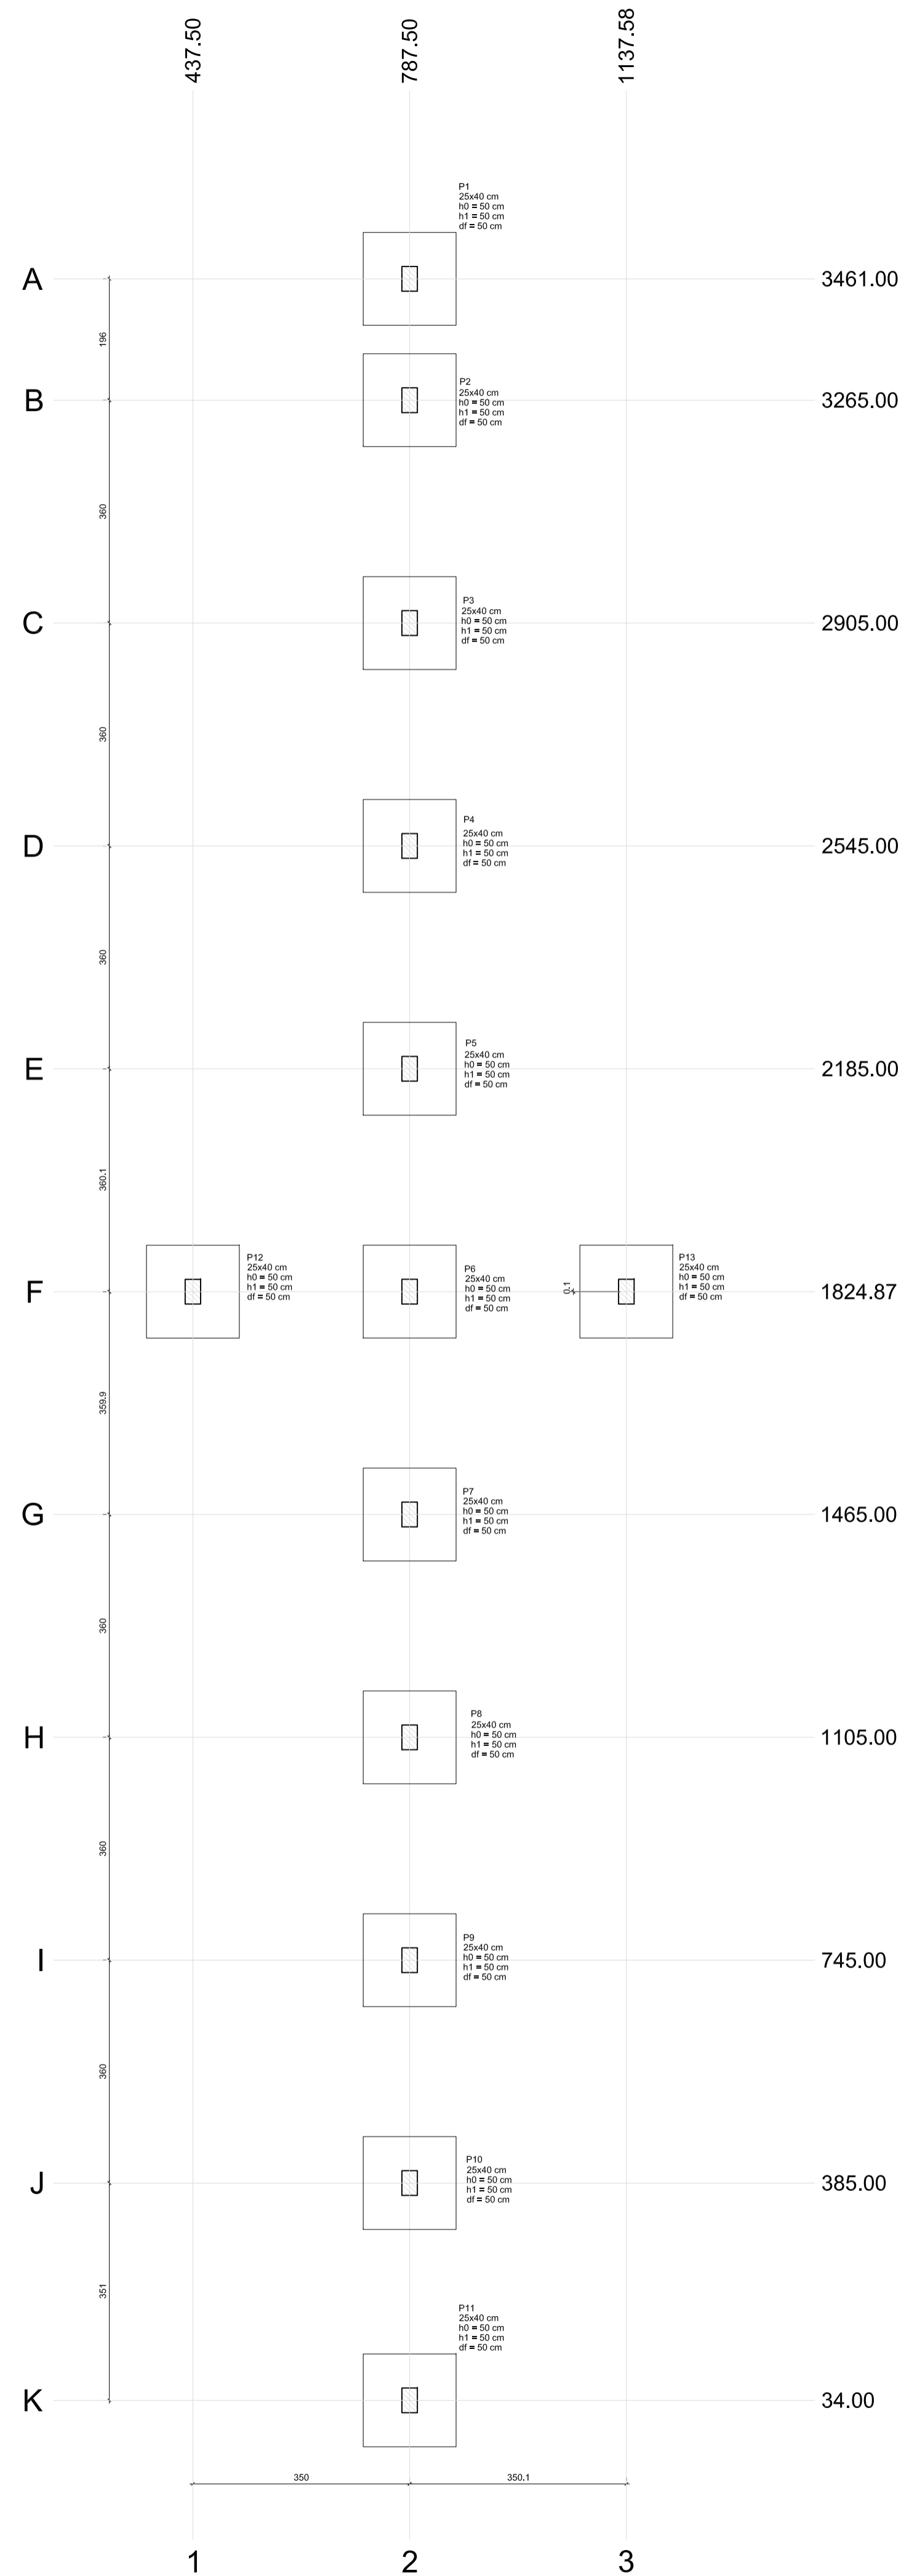 437.50
787.50
1137.58
P1
25x40 cm
h0 = 50 cm
h1 = 50 cm
df = 50 cm
A
3461.00
196
P2
25x40 cm
h0 = 50 cm
h1 = 50 cm
df = 50 cm
B
3265.00
360
P3
25x40 cm
h0 = 50 cm
h1 = 50 cm
df = 50 cm
C
2905.00
360
P4
25x40 cm
h0 = 50 cm
h1 = 50 cm
df = 50 cm
D
2545.00
360
P5
25x40 cm
h0 = 50 cm
h1 = 50 cm
df = 50 cm
E
2185.00
360.1
P12
25x40 cm
h0 = 50 cm
h1 = 50 cm
df = 50 cm
P6
25x40 cm
h0 = 50 cm
h1 = 50 cm
df = 50 cm
0.1
P13
25x40 cm
h0 = 50 cm
h1 = 50 cm
df = 50 cm
F
1824.87
359.9
P7
25x40 cm
h0 = 50 cm
h1 = 50 cm
df = 50 cm
G
1465.00
360
P8
25x40 cm
h0 = 50 cm
h1 = 50 cm
df = 50 cm
H
1105.00
360
P9
25x40 cm
h0 = 50 cm
h1 = 50 cm
df = 50 cm
I
745.00
360
P10
25x40 cm
h0 = 50 cm
h1 = 50 cm
df = 50 cm
J
385.00
351
P11
25x40 cm
h0 = 50 cm
h1 = 50 cm
df = 50 cm
K
34.00
350
350.1
1
2
3